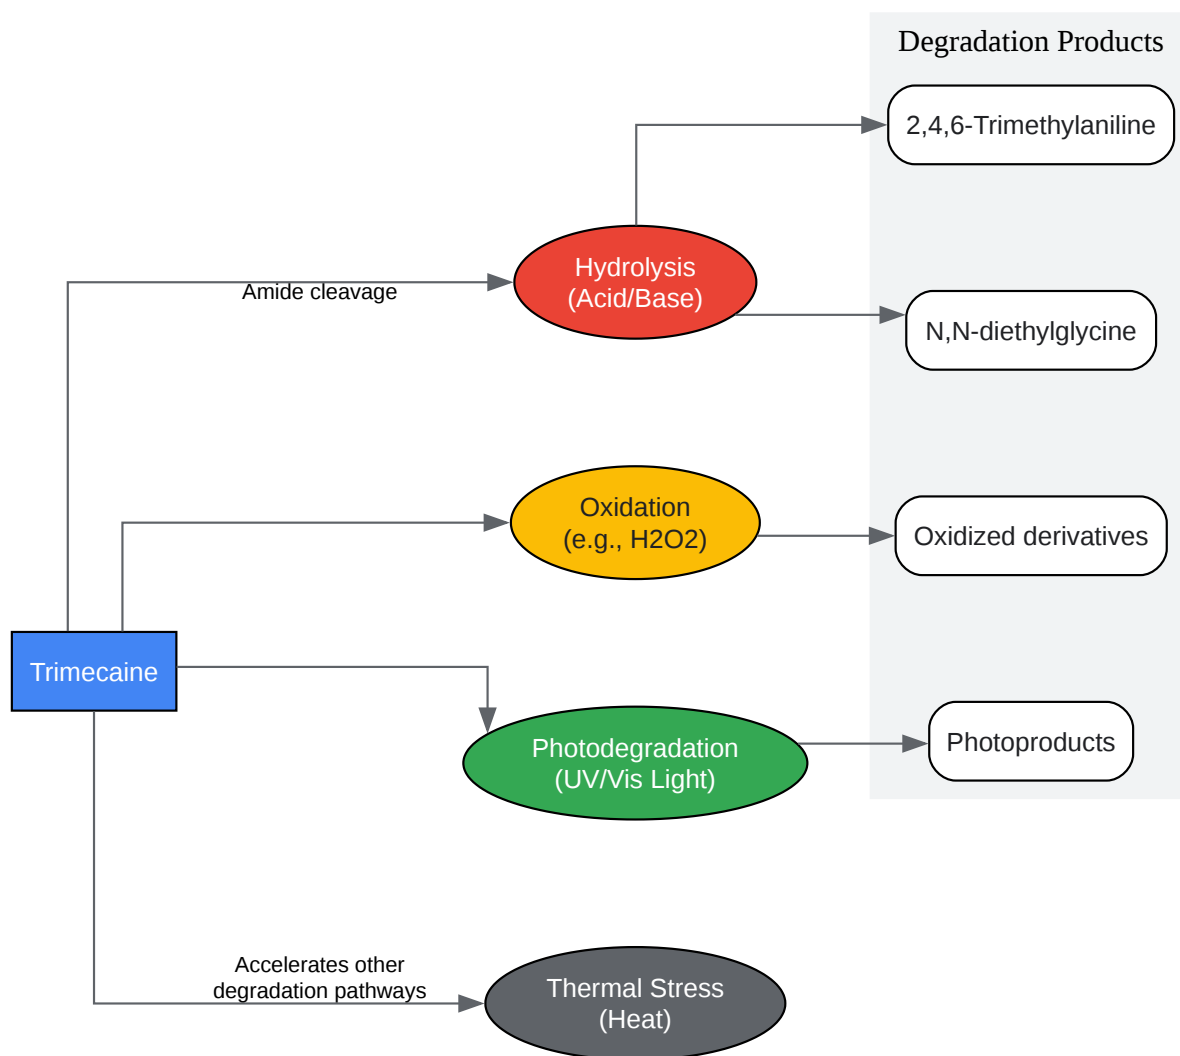 Degradation Products
2,4,6-Trimethylaniline
Hydrolysis
(Acid/Base)
Amide cleavage
N,N-diethylglycine
Oxidation
(e.g., H2O2)
Oxidized derivatives
Trimecaine
Photodegradation
(UV/Vis Light)
Photoproducts
Accelerates other
degradation pathways
Thermal Stress
(Heat)